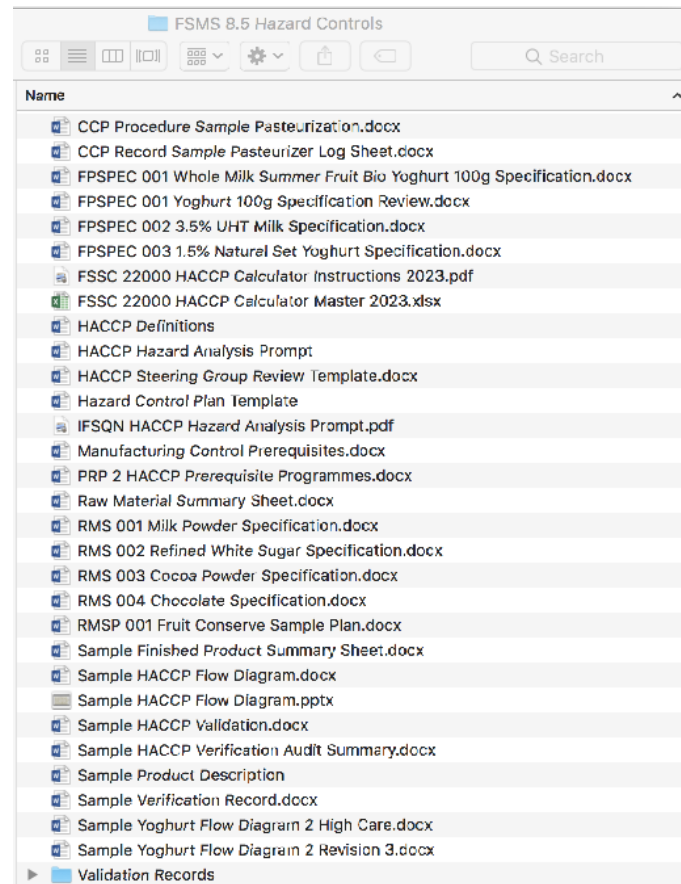 FSMS 8.5 Hazard Controls
Search
Name
CCP Procedure Sample Pasteurization.docx
CCP Record Sample Pasteurizer Log Sheet.docx
FPSPEC 001 Whole Milk Summer Fruit Bio Yoghurt 100g Specification.docx
FPSPEC 001 Yoghurt 100g Specification Review.docx
FPSPEC 002 3.5% UHT Milk Specification.docx
FPSPEC 003 1.5% Natural Set Yoghurt Specification.docx
FSSC 22000 HACCP Calculator Instructions 2023.pdf
FSSC 22000 HACCP Calculator Master 2023.xlsx
HACCP Definitions
HACCP Hazard Analysis Prompt
HACCP Steering Group Review Template.docx
Hazard Control Plan Template
IFSQN HACCP Hazard Analysis Prompt.pdf
Manufacturing Control Prerequisites.docx
PRP 2 HACCP Prerequisite Programmes.docx
Raw Material Summary Sheet.docx
RMS 001 Milk Powder Specification.docx
RMS 002 Refined White Sugar Specification.docx
RMS 003 Cocoa Powder Specification.docx
RMS 004 Chocolate Specification.docx
RMSP 001 Fruit Conserve Sample Plan.docx
Sample Finished Product Summary Sheet.docx
Sample HACCP Flow Diagram.docx
Sample HACCP Flow Diagram.pptx
Sample HACCP Validation.docx
Sample HACCP Verification Audit Summary.docx
Sample Product Description
Sample Verification Record.docx
Sample Yoghurt Flow Diagram 2 High Care.docx
Sample Yoghurt Flow Diagram 2 Revision 3.docx
Validation Records